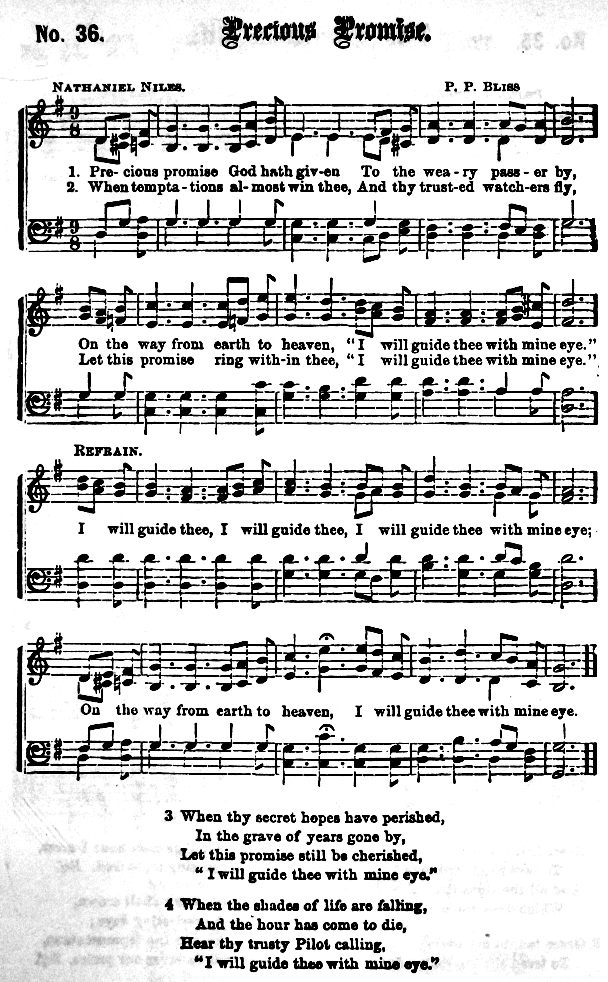 No. 36.
Precious Promise.
NATHANIEL NILES.
P. P. BLISS
9
8
1. Pre- cious promise God hath giv- en To the wea - ry pass - er by,
2. When tempta - tions al- most win thee, And thy trust-ed watch-ers fly,
9
8
On the way from earth to heaven, "I will guide thee with mine eye."
Let this promise ring with-in thee, "I will guide thee with mine eye."
REFRAIN.
I will guide thee, I will guide thee, I will guide thee with mine eye;
On the way from earth to heaven, I will guide thee with mine eye.
3 When thy secret hopes have perished,
In the grave of years gone by,
Let this promise still be cherished,
"I will guide thee with mine eye."
4 When the shades of life are falling,
And the hour has come to die,
Hear thy trusty Pilot calling,
"I will guide thee with mine eye."